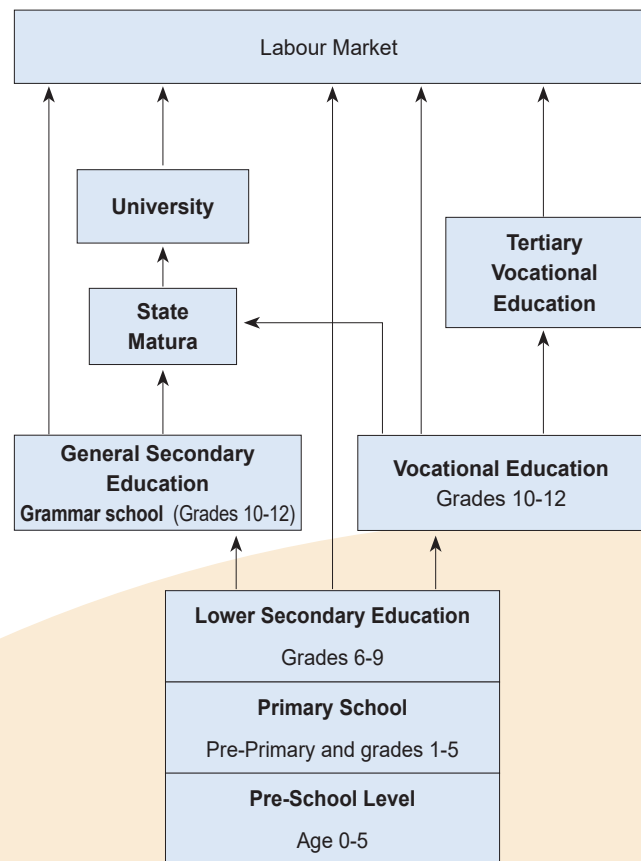 Labour Market
University
Tertiary
Vocational
Education
State
Matura
General Secondary
Education
Grammar school (Grades 10-12)
Vocational Education
Grades 10-12
Lower Secondary Education
Grades 6-9
Primary School
Pre-Primary and grades 1-5
Pre-School Level
Age 0-5